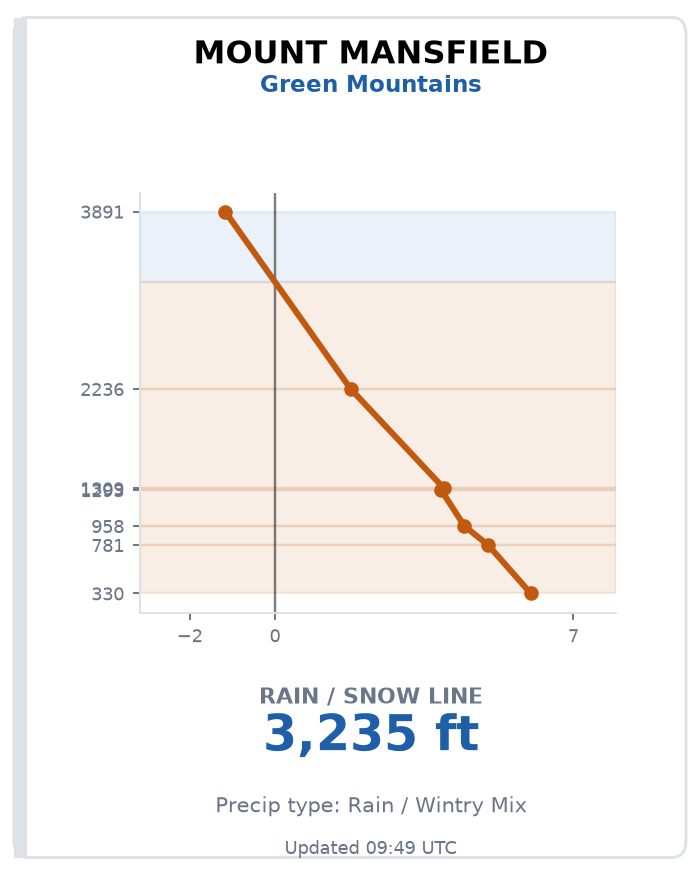 MOUNT MANSFIELD
Green Mountains
3891
2236
958
781
330
−2 0 7
RAIN / SNOW LINE
3,235 ft
Precip type: Rain / Wintry Mix
Updated 09:49 UTC